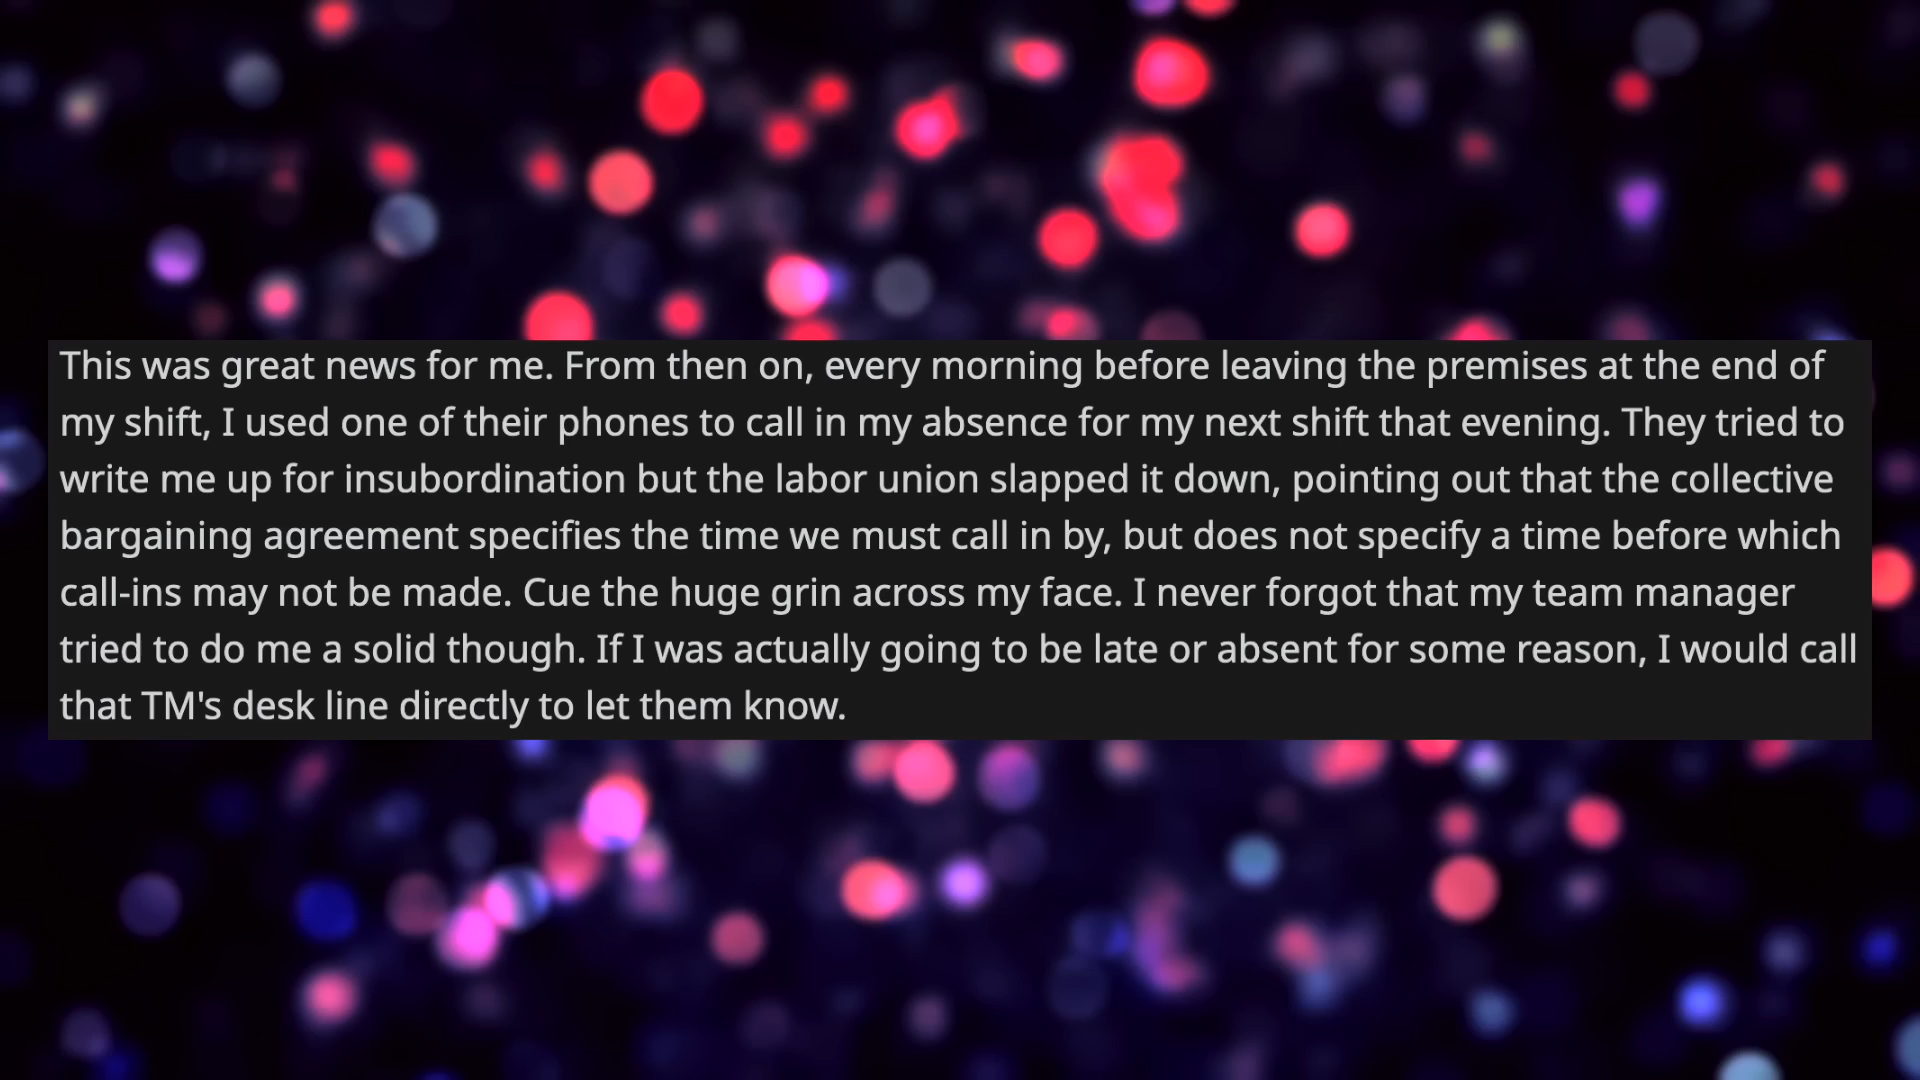 This was great news for me. From then on, every morning before leaving the premises at the end of
my shift, I used one of their phones to call in my absence for my next shift that evening. They tried to
write me up for insubordination but the labor union slapped it down, pointing out that the collective
bargaining agreement specifies the time we must call in by, but does not specify a time before which
call-ins may not be made. Cue the huge grin across my face. I never forgot that my team manager
tried to do me a solid though. If I was actually going to be late or absent for some reason, I would call
that TM's desk line directly to let them know.